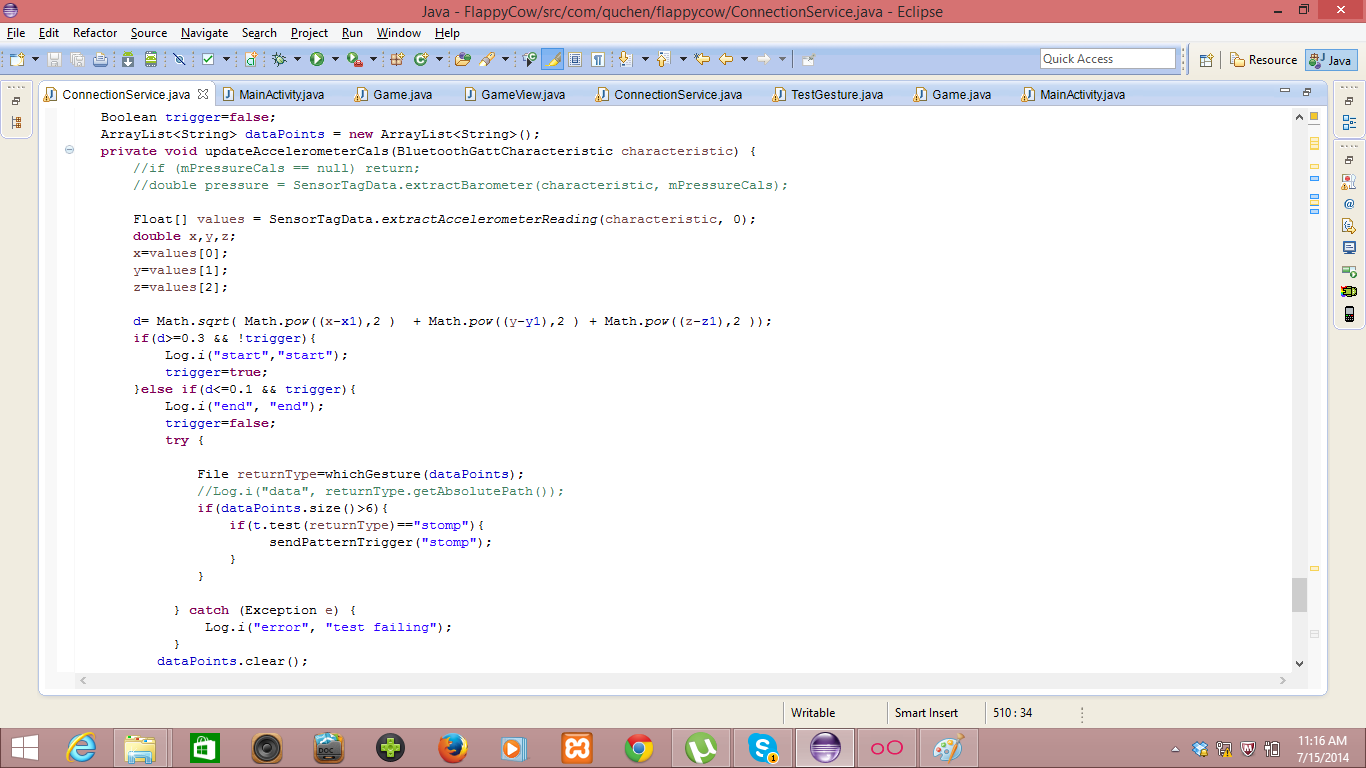 Java - FlappyCow/src/com/quchen/flappycow/ConnectionService.java - Eclipse
File Edit Refactor Source Navigate Search Project Run Window Help
Quick Access Resource Java
ConnectionService.java MainActivity.java Game.java GameView.java ConnectionService.java TestGesture.java Game.java MainActivity.java
Boolean trigger=false;
ArrayList<String> dataPoints = new ArrayList<String>();
private void updateAccelerometerCals(BluetoothGattCharacteristic characteristic) {
//if (mPressureCals == null) return;
//double pressure = SensorTagData.extractBarometer(characteristic, mPressureCals);
Float[] values = SensorTagData.extractAccelerometerReading(characteristic, 0);
double x,y,z;
x=values[0];
y=values[1];
z=values[2];
d= Math.sqrt( Math.pow((x-x1),2 )  + Math.pow((y-y1),2 ) + Math.pow((z-z1),2 ));
if(d>=0.3 && !trigger){
Log.i("start","start");
trigger=true;
}else if(d<=0.1 && trigger){
Log.i("end", "end");
trigger=false;
try {
File returnType=whichGesture(dataPoints);
//Log.i("data", returnType.getAbsolutePath());
if(dataPoints.size()>6){
if(t.test(returnType)=="stomp"){
sendPatternTrigger("stomp");
}
}
} catch (Exception e) {
Log.i("error", "test failing");
}
dataPoints.clear();
Writable Smart Insert 510 : 34
DOC
1
11:16 AM
7/15/2014